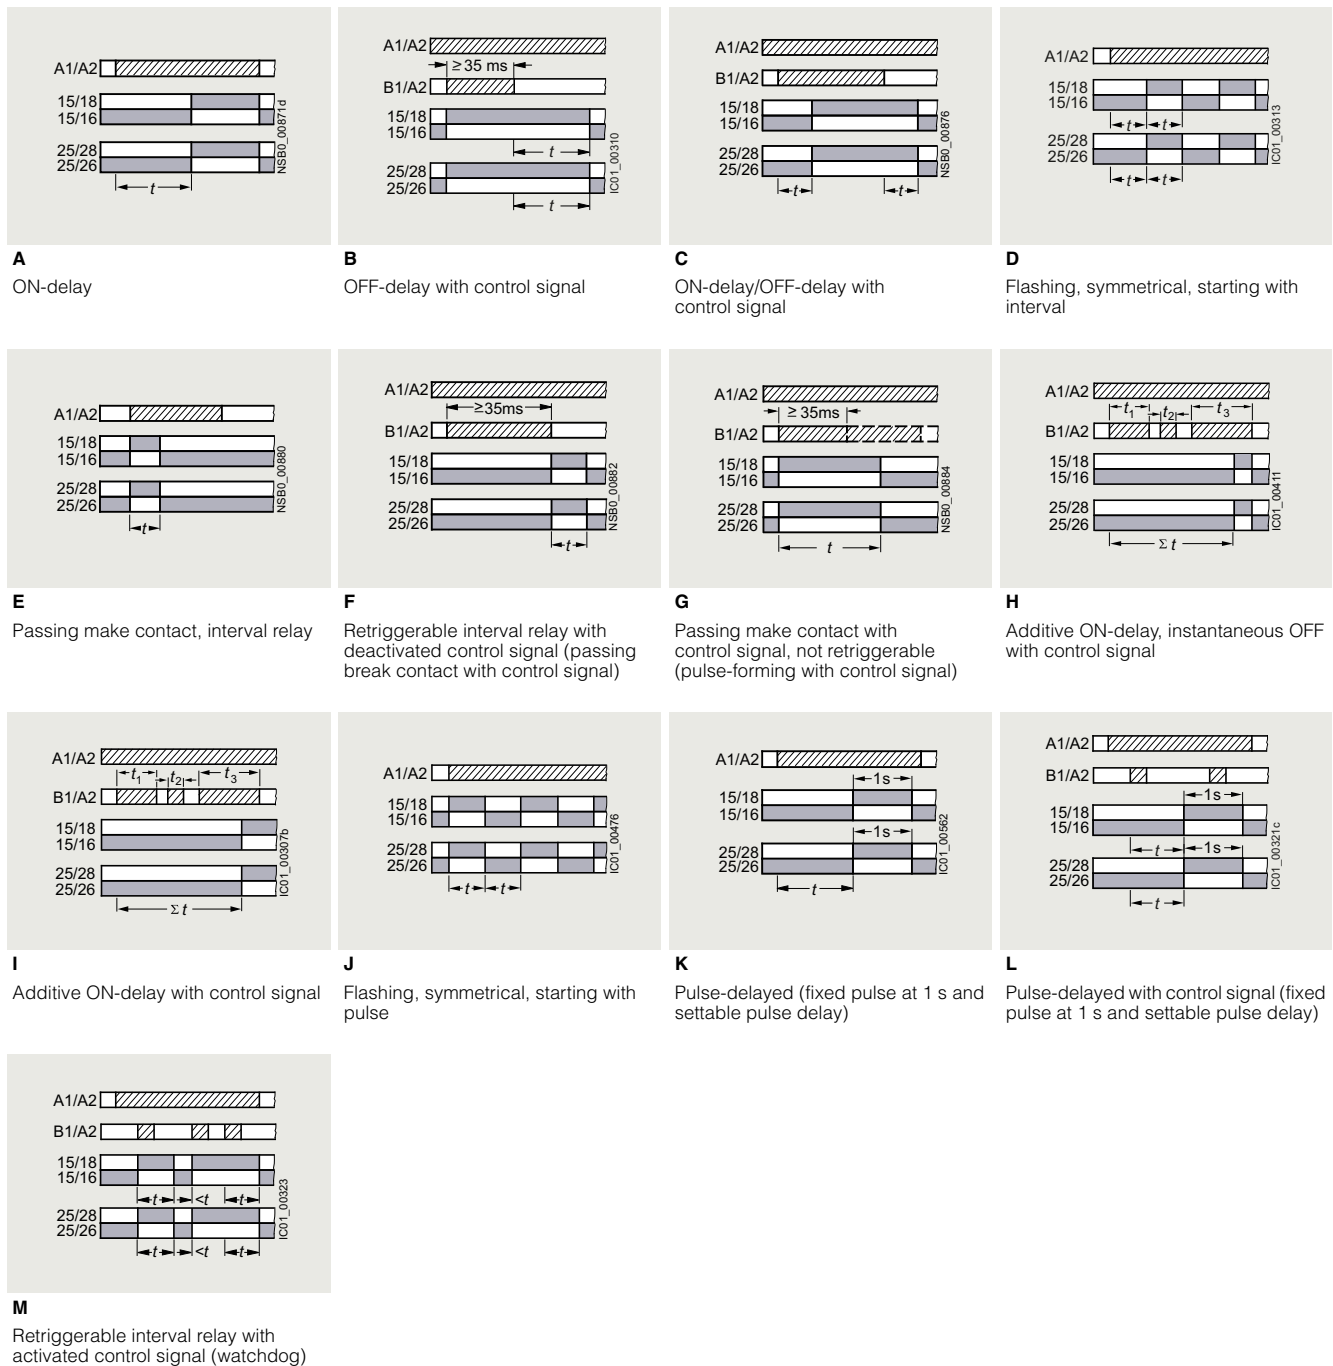 A1/A2
15/18
15/16
25/28
25/26
t
NSB0_00871d
A
ON-delay
A1/A2
≥ 35 ms
B1/A2
15/18
15/16
t
25/28
25/26
t
IC01_00310
B
OFF-delay with control signal
A1/A2
B1/A2
15/18
15/16
25/28
25/26
t
t
NSB0_00876
C
ON-delay/OFF-delay with
control signal
A1/A2
15/18
15/16
t t
25/28
25/26
t t
IC01_00313
D
Flashing, symmetrical, starting with
interval
A1/A2
15/18
15/16
25/28
25/26
t
NSB0_00880
E
Passing make contact, interval relay
A1/A2
≥35ms
B1/A2
15/18
15/16
25/28
25/26
t
NSB0_00882
F
Retriggerable interval relay with
deactivated control signal (passing
break contact with control signal)
A1/A2
≥ 35ms
B1/A2
15/18
15/16
25/28
25/26
t
NSB0_00884
G
Passing make contact with
control signal, not retriggerable
(pulse-forming with control signal)
A1/A2
t1 t2 t3
B1/A2
15/18
15/16
25/28
25/26
Σ t
IC01_00411
H
Additive ON-delay, instantaneous OFF
with control signal
A1/A2
t1 t2 t3
B1/A2
15/18
15/16
25/28
25/26
Σ t
IC01_00307b
I
Additive ON-delay with control signal
A1/A2
15/18
15/16
25/28
25/26
t t
IC01_00476
J
Flashing, symmetrical, starting with
pulse
A1/A2
1s
15/18
15/16
1s
25/28
25/26
t
IC01_00562
K
Pulse-delayed (fixed pulse at 1 s and
settable pulse delay)
A1/A2
B1/A2
1s
15/18
15/16
t 1s
25/28
25/26
t
IC01_00321c
L
Pulse-delayed with control signal (fixed
pulse at 1 s and settable pulse delay)
A1/A2
B1/A2
15/18
15/16
t <t t
25/28
25/26
t <t t
IC01_00323
M
Retriggerable interval relay with
activated control signal (watchdog)